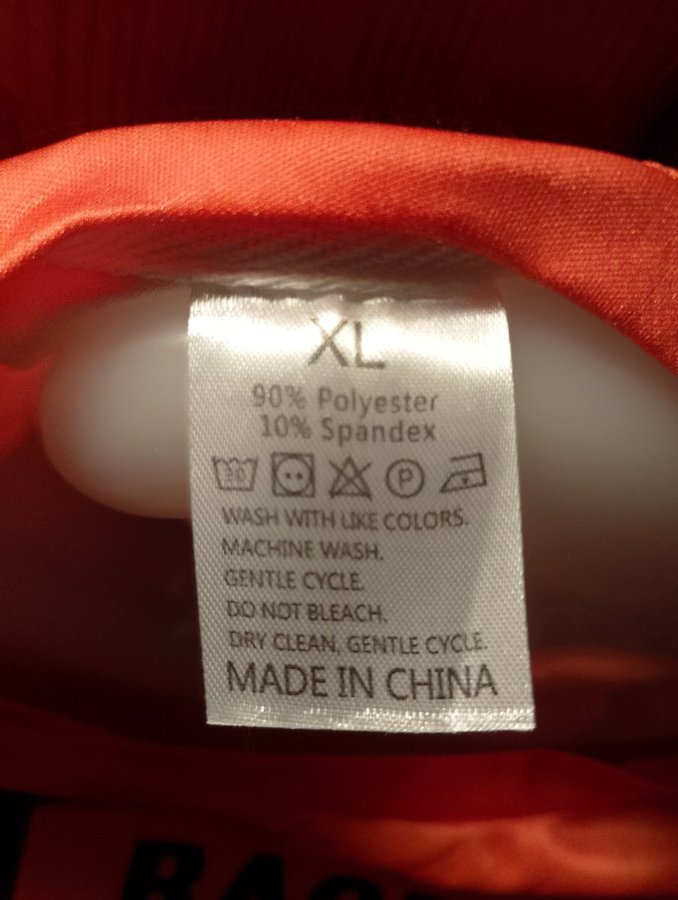 XL
90% Polyester
10% Spandex
30 P
WASH WITH LIKE COLORS.
MACHINE WASH.
GENTLE CYCLE.
DO NOT BLEACH.
DRY CLEAN, GENTLE CYCLE.
MADE IN CHINA